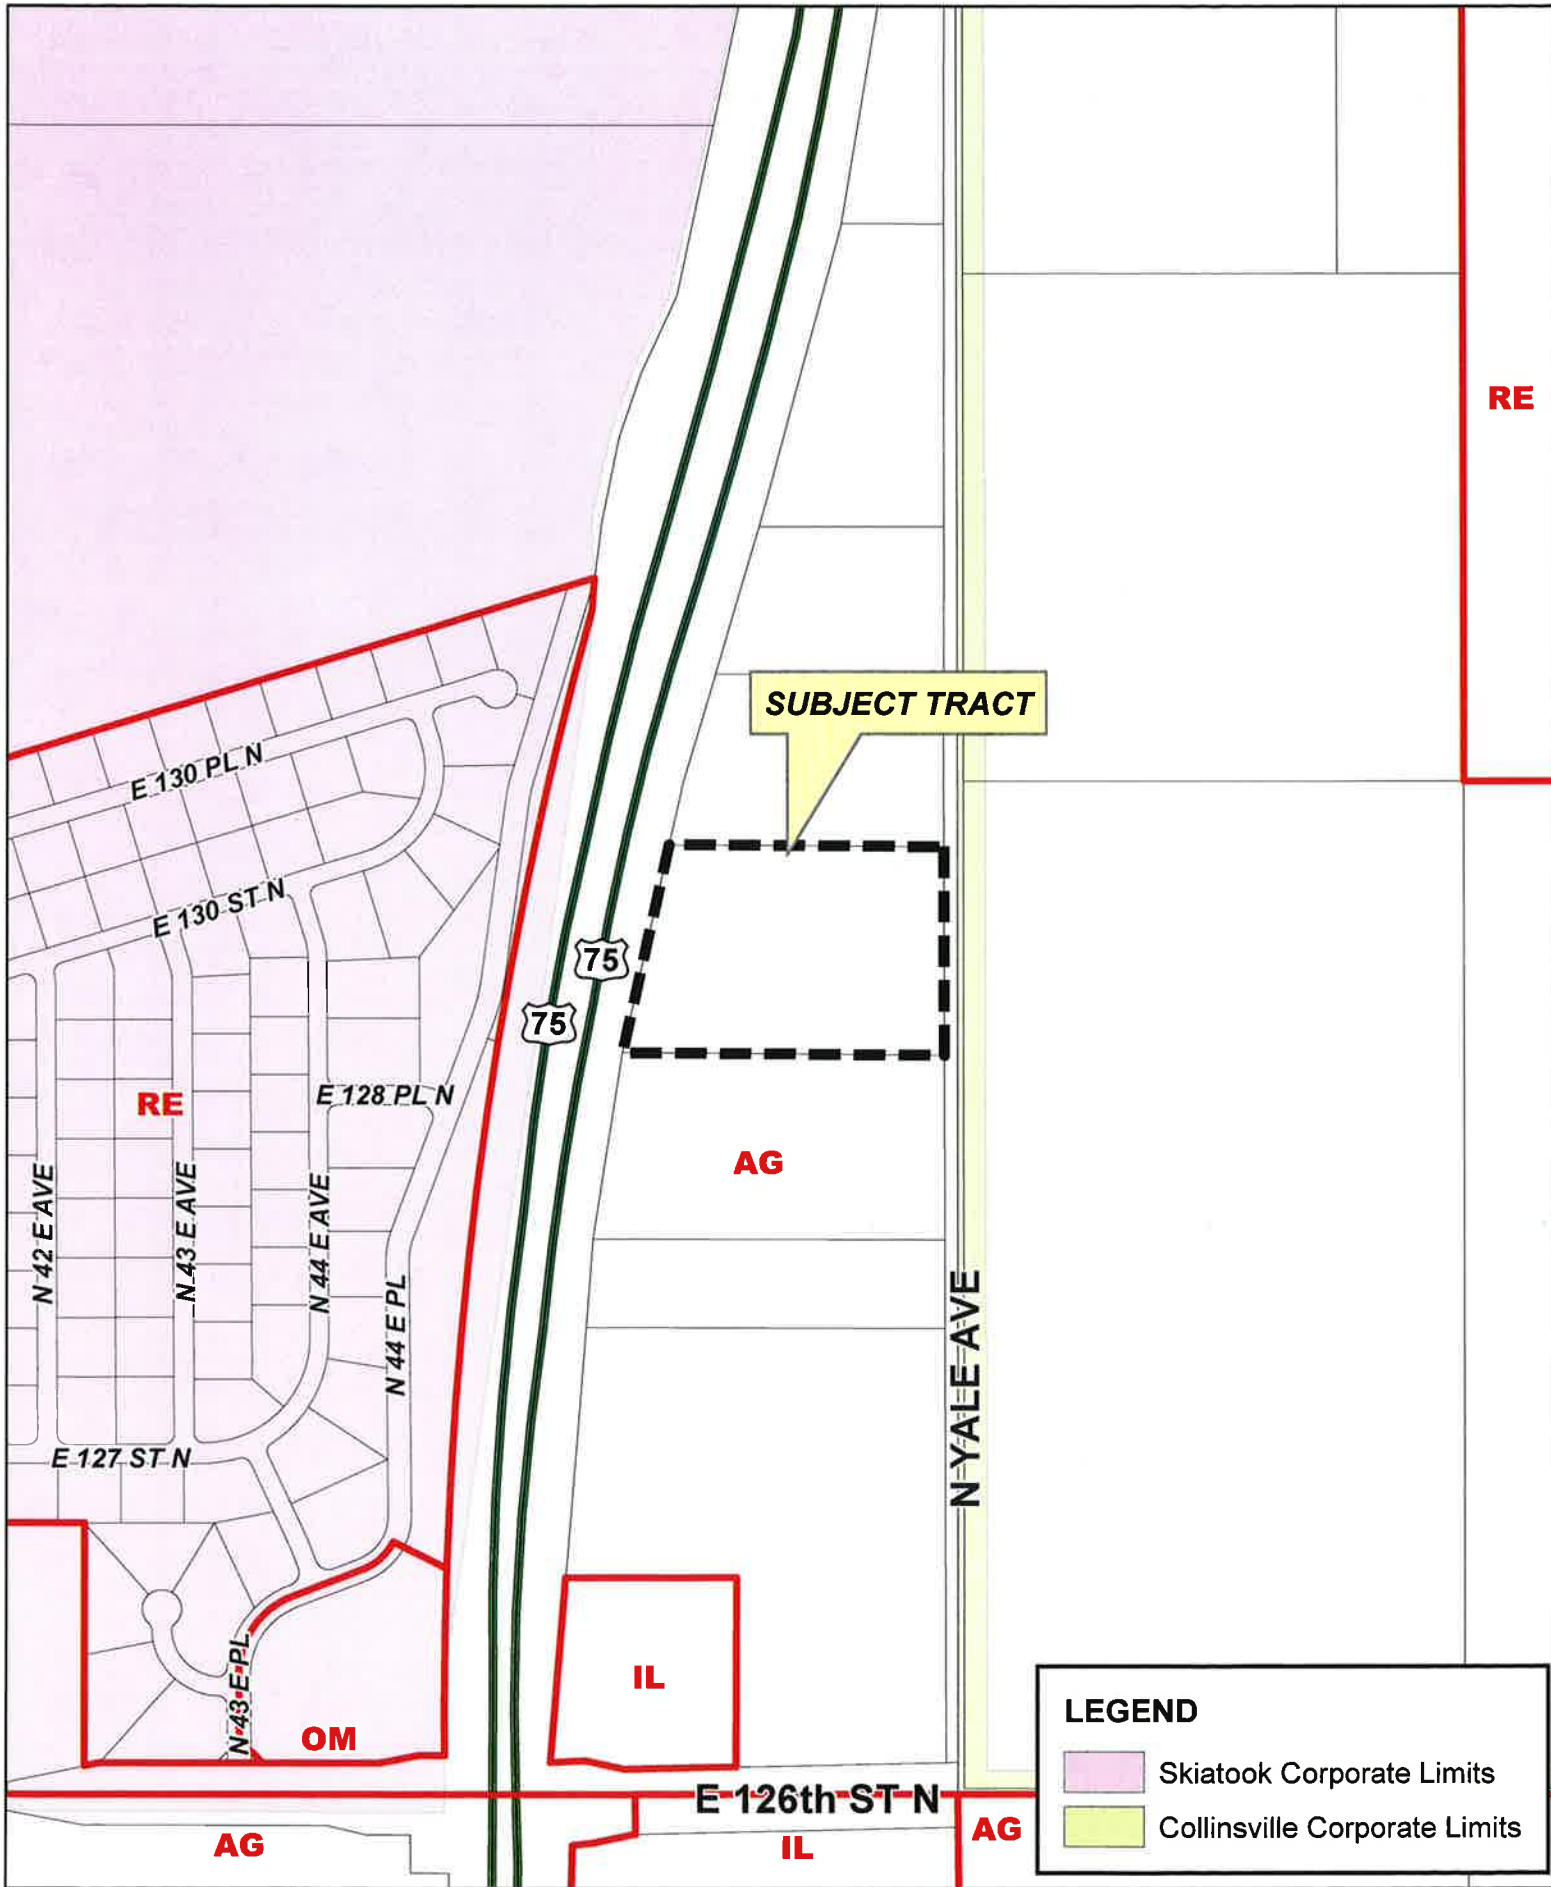 RE
SUBJECT TRACT
E 130 PL N
E 130 ST N
75
75
RE
E 128 PL N
AG
N 42 E AVE
N 43 E AVE
N 44 E AVE
N 44 E PL
N YALE AVE
E 127 ST N
N 43 E PL
IL
OM
LEGEND
Skiatook Corporate Limits
Collinsville Corporate Limits
E 126th ST N
AG
IL
AG